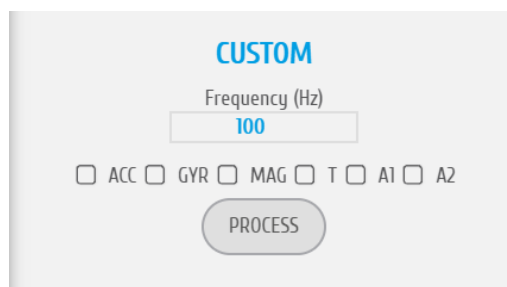 CUSTOM
Frequency (Hz)
100
ACC GYR MAG T A1 A2
PROCESS